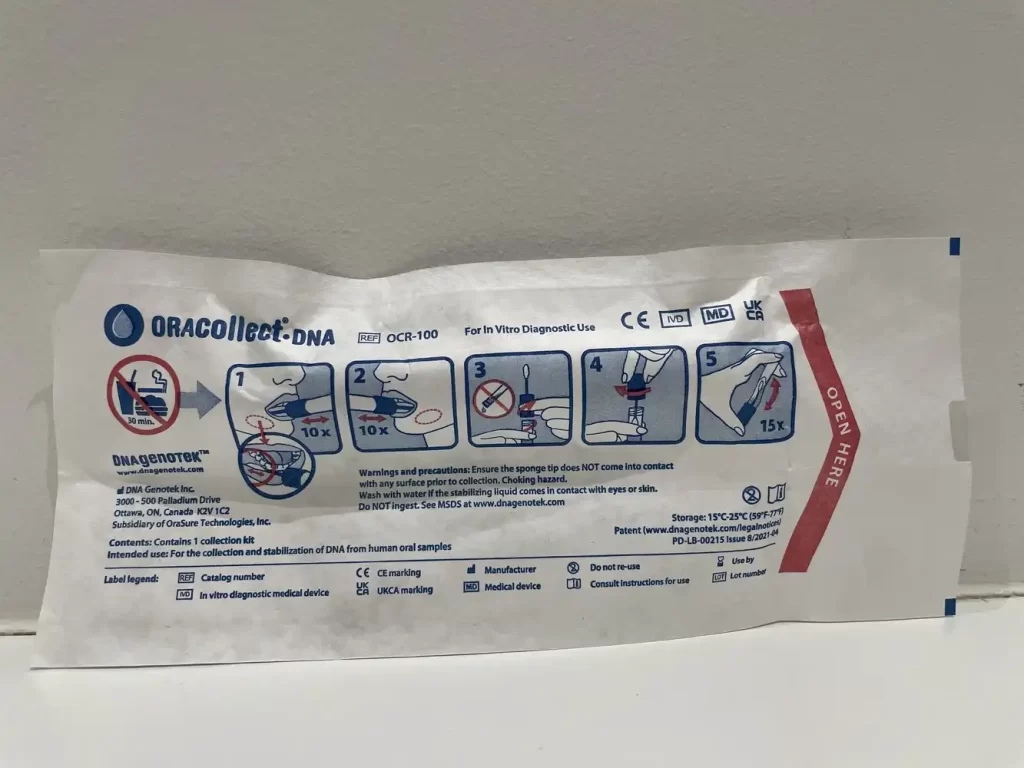 ORAcollect·DNA REF OCR-100 For In Vitro Diagnostic Use CE IVD MD UK CA
30 min.
1 10 x
2 10 x
3
4
5 15x
OPEN HERE
DNAgenotek™
www.dnagenotek.com
DNA Genotek Inc.
3000 - 500 Palladium Drive
Ottawa, ON, Canada K2V 1C2
Subsidiary of OraSure Technologies, Inc.
Contents: Contains 1 collection kit
Intended use: For the collection and stabilization of DNA from human oral samples
Warnings and precautions: Ensure the sponge tip does NOT come into contact
with any surface prior to collection. Choking hazard.
Wash with water if the stabilizing liquid comes in contact with eyes or skin.
Do NOT ingest. See MSDS at www.dnagenotek.com
Storage: 15°C-25°C (59°F-77°F)
Patent (www.dnagenotek.com/legalnotices)
PD-LB-00215 Issue 8/2021-04
Label legend: REF Catalog number CE CE marking Manufacturer Do not re-use Use by
IVD In vitro diagnostic medical device UK CA UKCA marking MD Medical device Consult instructions for use LOT Lot number